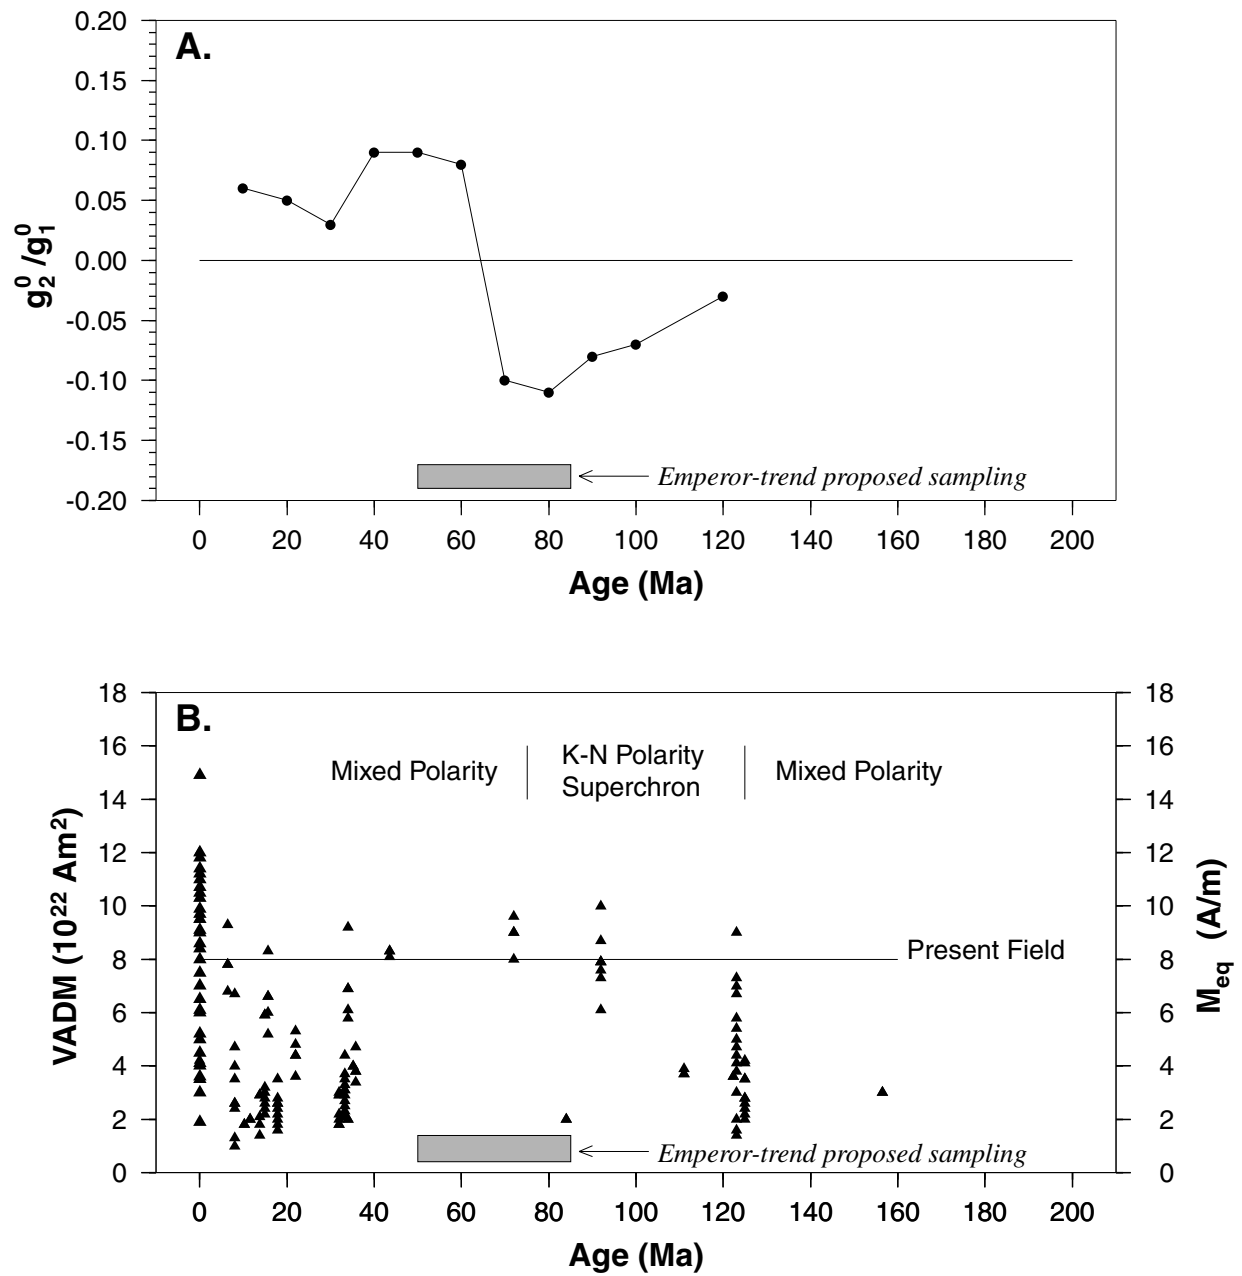 A.
0.20
0.15
0.10
0.05
0.00
-0.05
-0.10
-0.15
-0.20
g₂⁰/g₁⁰
Emperor-trend proposed sampling
0 20 40 60 80 100 120 140 160 180 200
Age (Ma)
B.
18
16
14
12
10
8
6
4
2
0
VADM (10²² Am²)
Mixed Polarity
K-N Polarity
Superchron
Mixed Polarity
Present Field
Emperor-trend proposed sampling
18
16
14
12
10
8
6
4
2
0
Meq (A/m)
0 20 40 60 80 100 120 140 160 180 200
Age (Ma)